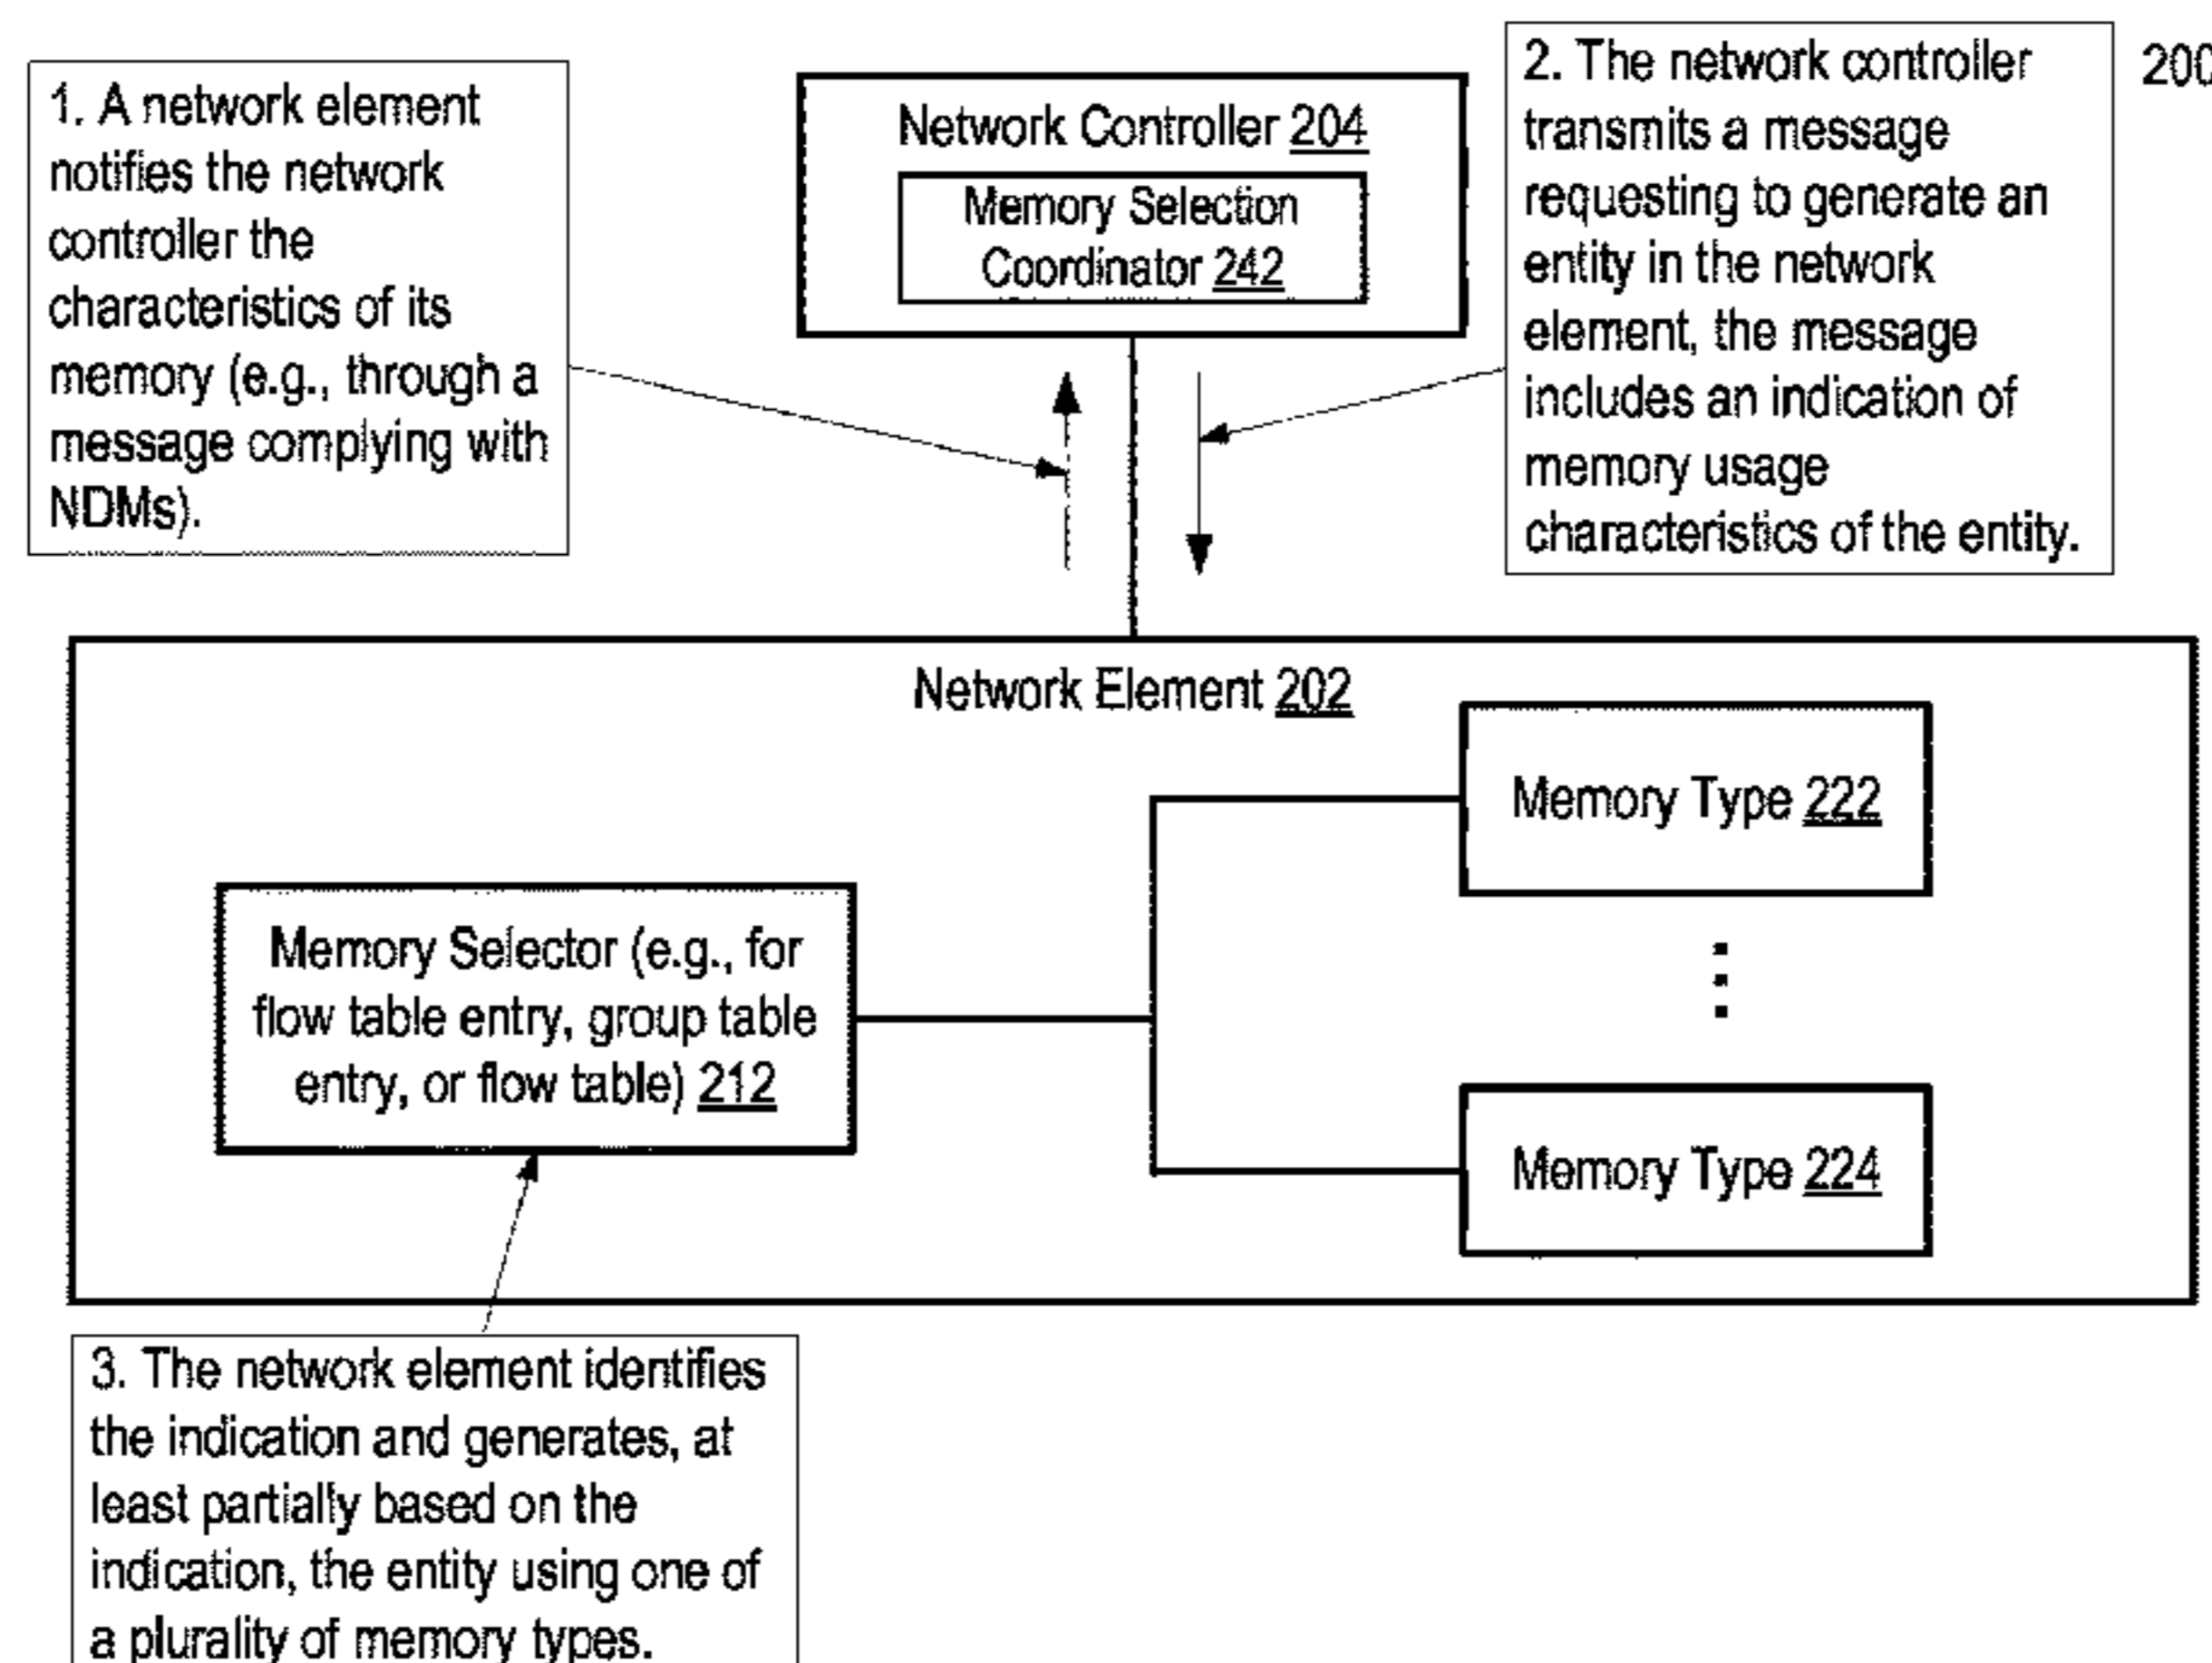 1. A network element
notifies the network
controller the
characteristics of its
memory (e.g., through a
message complying with
NDMs).
Network Controller 204
Memory Selection
Coordinator 242
2. The network controller
transmits a message
requesting to generate an
entity in the network
element, the message
includes an indication of
memory usage
characteristics of the entity.
200
Network Element 202
Memory Type 222
Memory Selector (e.g., for
flow table entry, group table
entry, or flow table) 212
Memory Type 224
3. The network element identifies
the indication and generates, at
least partially based on the
indication, the entity using one of
a plurality of memory types.